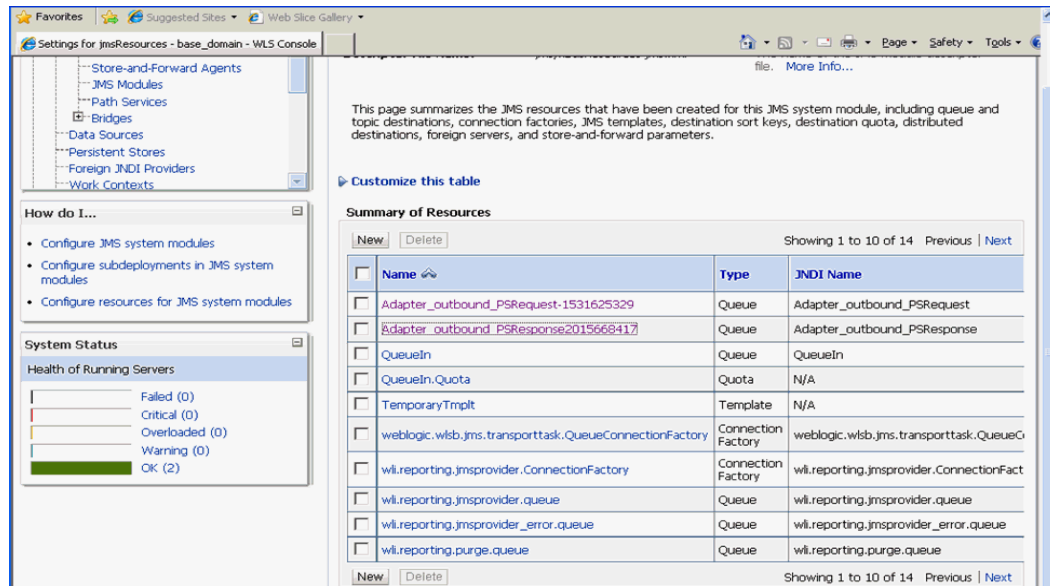 Favorites
Suggested Sites
Web Slice Gallery
Settings for jmsResources - base_domain - WLS Console
Page
Safety
Tools
Store-and-Forward Agents
JMS Modules
Path Services
Bridges
Data Sources
Persistent Stores
Foreign JNDI Providers
Work Contexts
How do I...
Configure JMS system modules
Configure subdeployments in JMS system
modules
Configure resources for JMS system modules
System Status
Health of Running Servers
Failed (0)
Critical (0)
Overloaded (0)
Warning (0)
OK (2)
file. More Info...
This page summarizes the JMS resources that have been created for this JMS system module, including queue and
topic destinations, connection factories, JMS templates, destination sort keys, destination quota, distributed
destinations, foreign servers, and store-and-forward parameters.
Customize this table
Summary of Resources
New Delete Showing 1 to 10 of 14 Previous | Next
Name Type JNDI Name
Adapter_outbound_PSRequest-1531625329 Queue Adapter_outbound_PSRequest
Adapter_outbound_PSResponse2015668417 Queue Adapter_outbound_PSResponse
QueueIn Queue QueueIn
QueueIn.Quota Quota N/A
TemporaryTmplt Template N/A
weblogic.wlsb.jms.transporttask.QueueConnectionFactory Connection Factory weblogic.wlsb.jms.transporttask.QueueC
wli.reporting.jmsprovider.ConnectionFactory Connection Factory wli.reporting.jmsprovider.ConnectionFact
wli.reporting.jmsprovider.queue Queue wli.reporting.jmsprovider.queue
wli.reporting.jmsprovider_error.queue Queue wli.reporting.jmsprovider_error.queue
wli.reporting.purge.queue Queue wli.reporting.purge.queue
New Delete Showing 1 to 10 of 14 Previous | Next